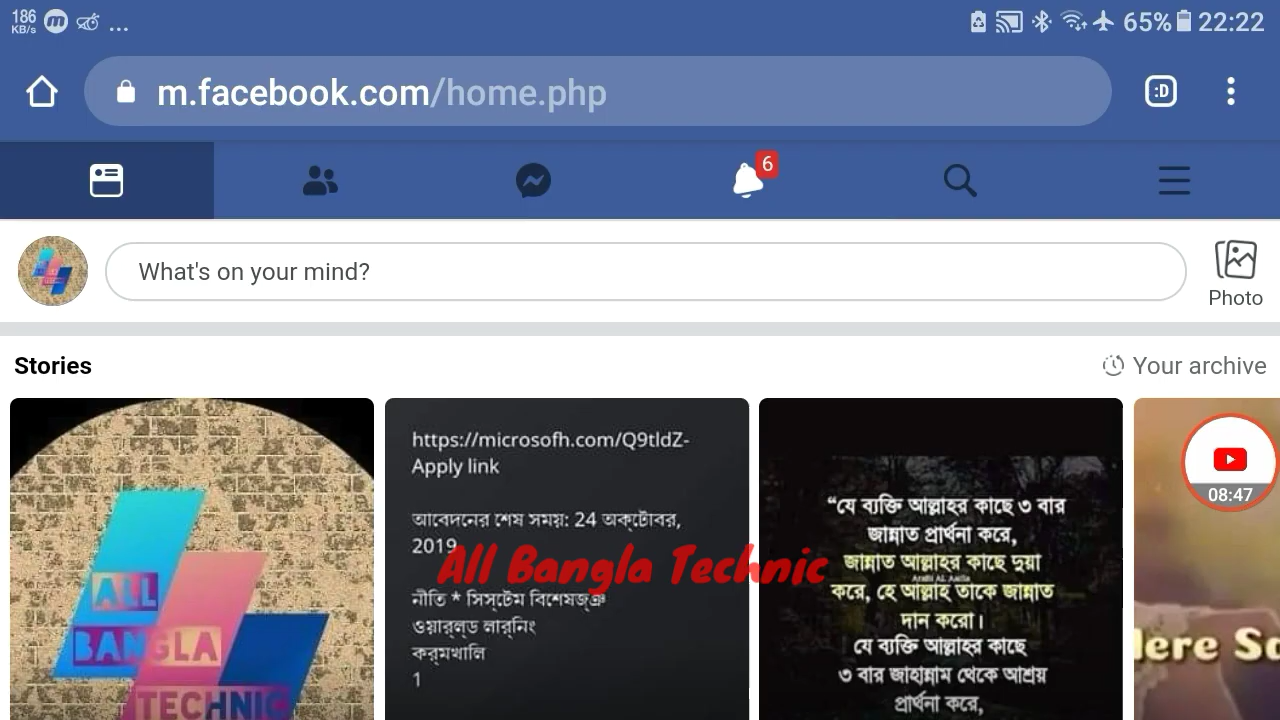 186
KB/s
...
65%
22:22
m.facebook.com/home.php
:D
6
What's on your mind?
Photo
Stories
Your archive
ALL
BANGLA
TECHNIC
https://microsofh.com/Q9tldZ-
Apply link
আবেদনের শেষ সময়: 24 অক্টোবর,
2019
নীতি * সিস্টেম বিশেষজ্ঞ
ওয়ার্ল্ড লার্নিং
কর্মখালি
1
All Bangla Technic
“যে ব্যক্তি আল্লাহর কাছে ৩ বার
জান্নাত প্রার্থনা করে,
জান্নাত আল্লাহর কাছে দুয়া
করে, হে আল্লাহ তাকে জান্নাত
দান করো।
যে ব্যক্তি আল্লাহর কাছে
৩ বার জাহান্নাম থেকে আশ্রয়
প্রার্থনা করে,
08:47